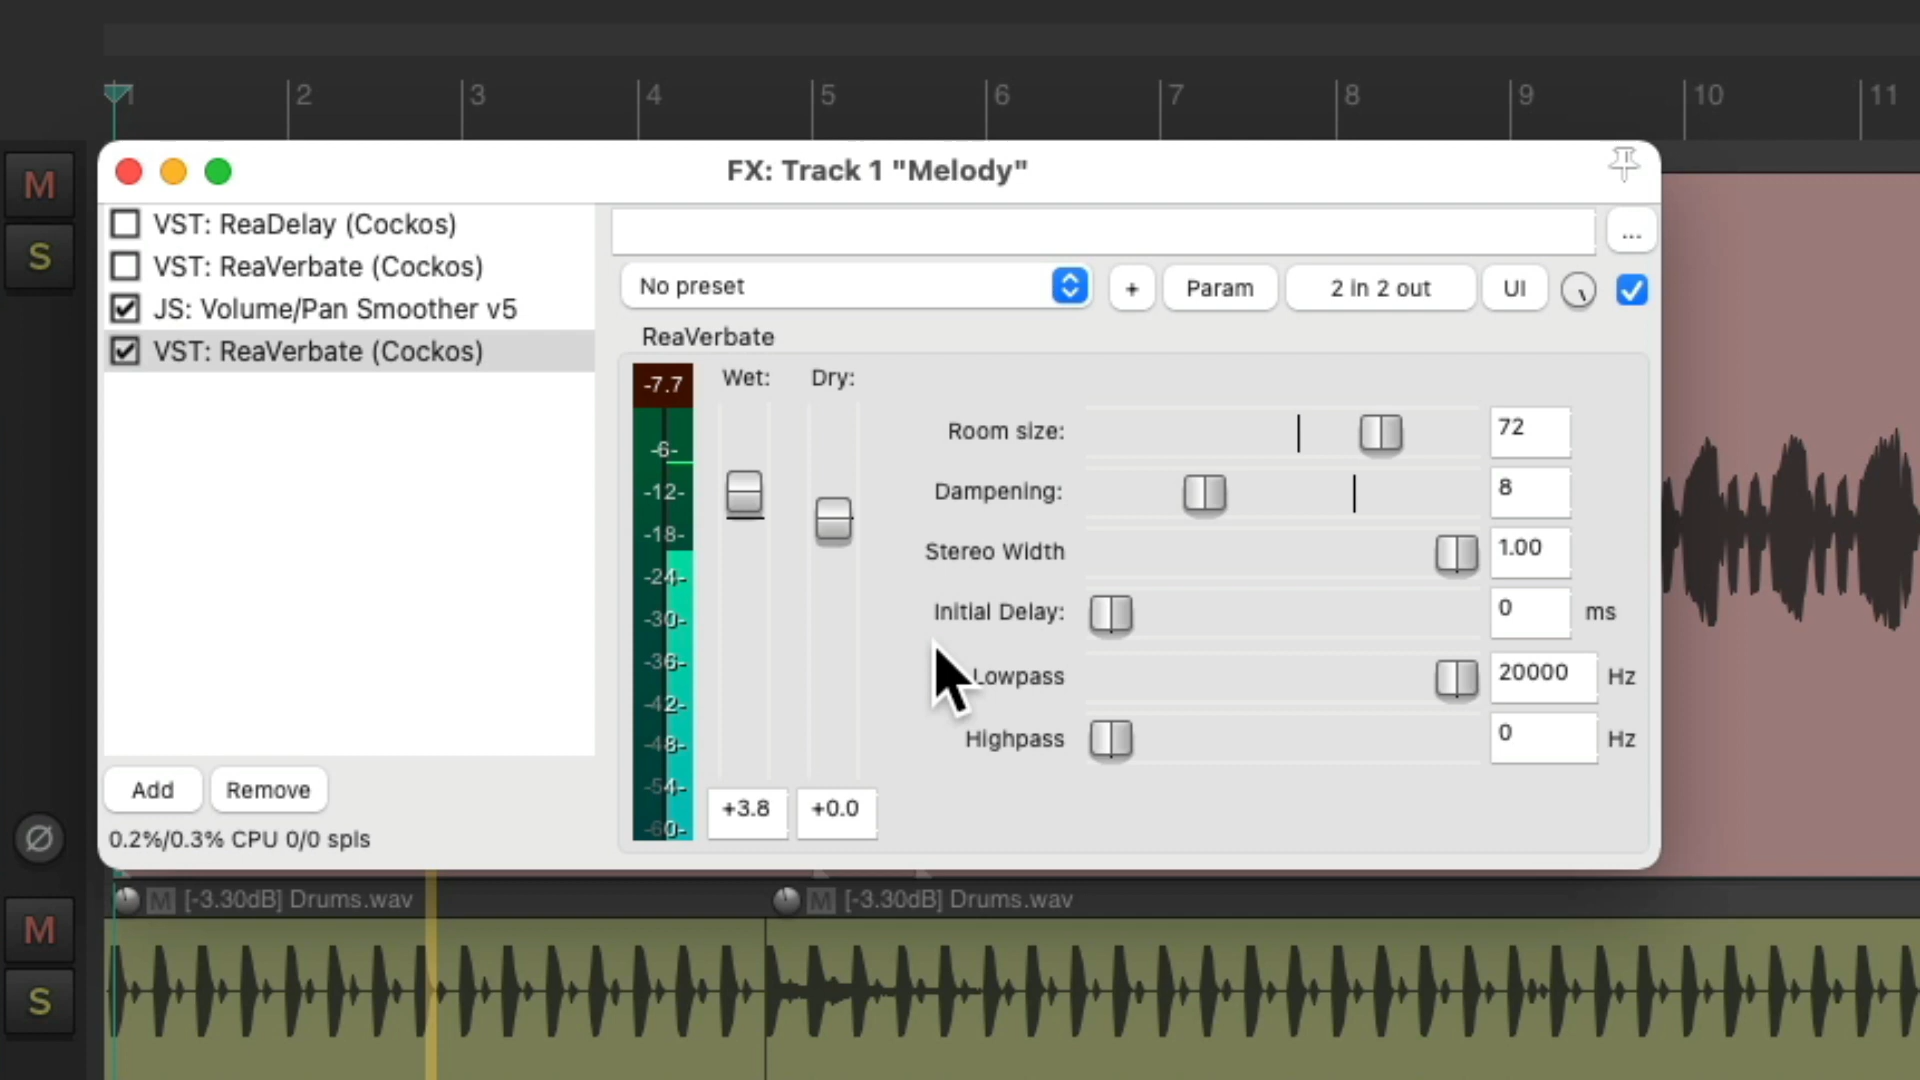 1 2 3 4 5 6 7 8 9 10 11
M
S
FX: Track 1 "Melody"
VST: ReaDelay (Cockos)
VST: ReaVerbate (Cockos)
JS: Volume/Pan Smoother v5
VST: ReaVerbate (Cockos)
Add Remove
0.2%/0.3% CPU 0/0 spls
...
No preset + Param 2 in 2 out UI
ReaVerbate
-7.7 Wet: Dry:
-6-
-12-
-18-
-24-
-30-
-36-
-42-
-48-
-54-
-60-
+3.8 +0.0
Room size: 72
Dampening: 8
Stereo Width 1.00
Initial Delay: 0 ms
Lowpass 20000 Hz
Highpass 0 Hz
M [-3.30dB] Drums.wav M [-3.30dB] Drums.wav
M
S